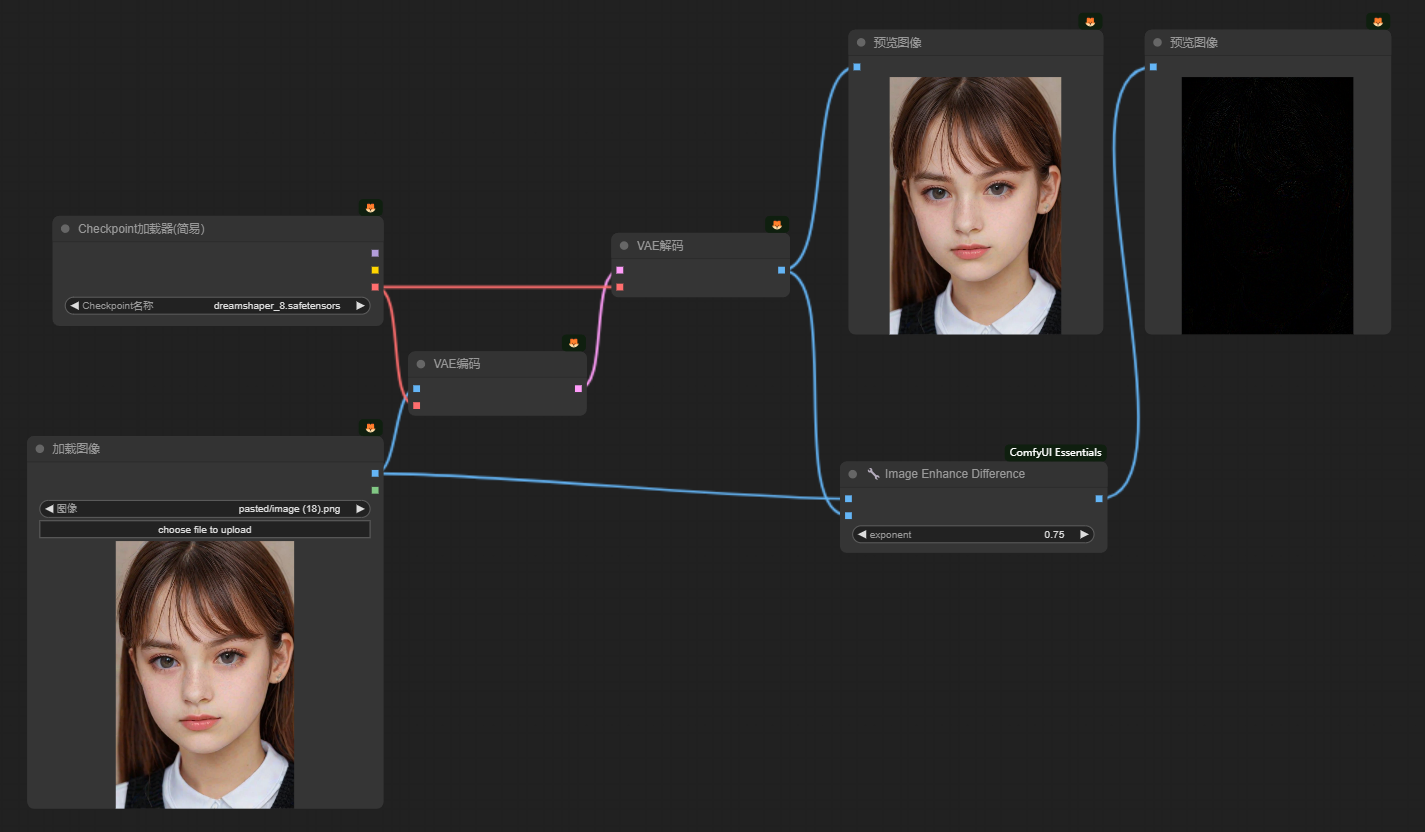 预览图像
预览图像
Checkpoint加载器(简易)
Checkpoint名称 dreamshaper_8.safetensors
VAE解码
VAE编码
加载图像
图像 pasted/image (18).png
choose file to upload
ComfyUI Essentials
Image Enhance Difference
exponent 0.75